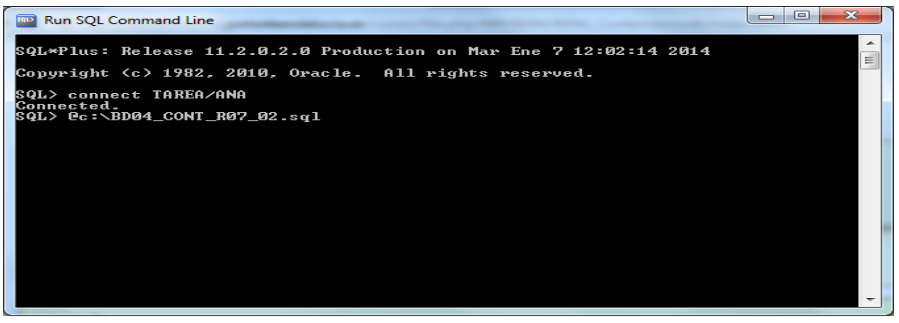 Run SQL Command Line
SQL*Plus: Release 11.2.0.2.0 Production on Mar Ene 7 12:02:14 2014
Copyright (c) 1982, 2010, Oracle.  All rights reserved.
SQL> connect TAREA/ANA
Connected.
SQL> @c:\BD04_CONT_R07_02.sql